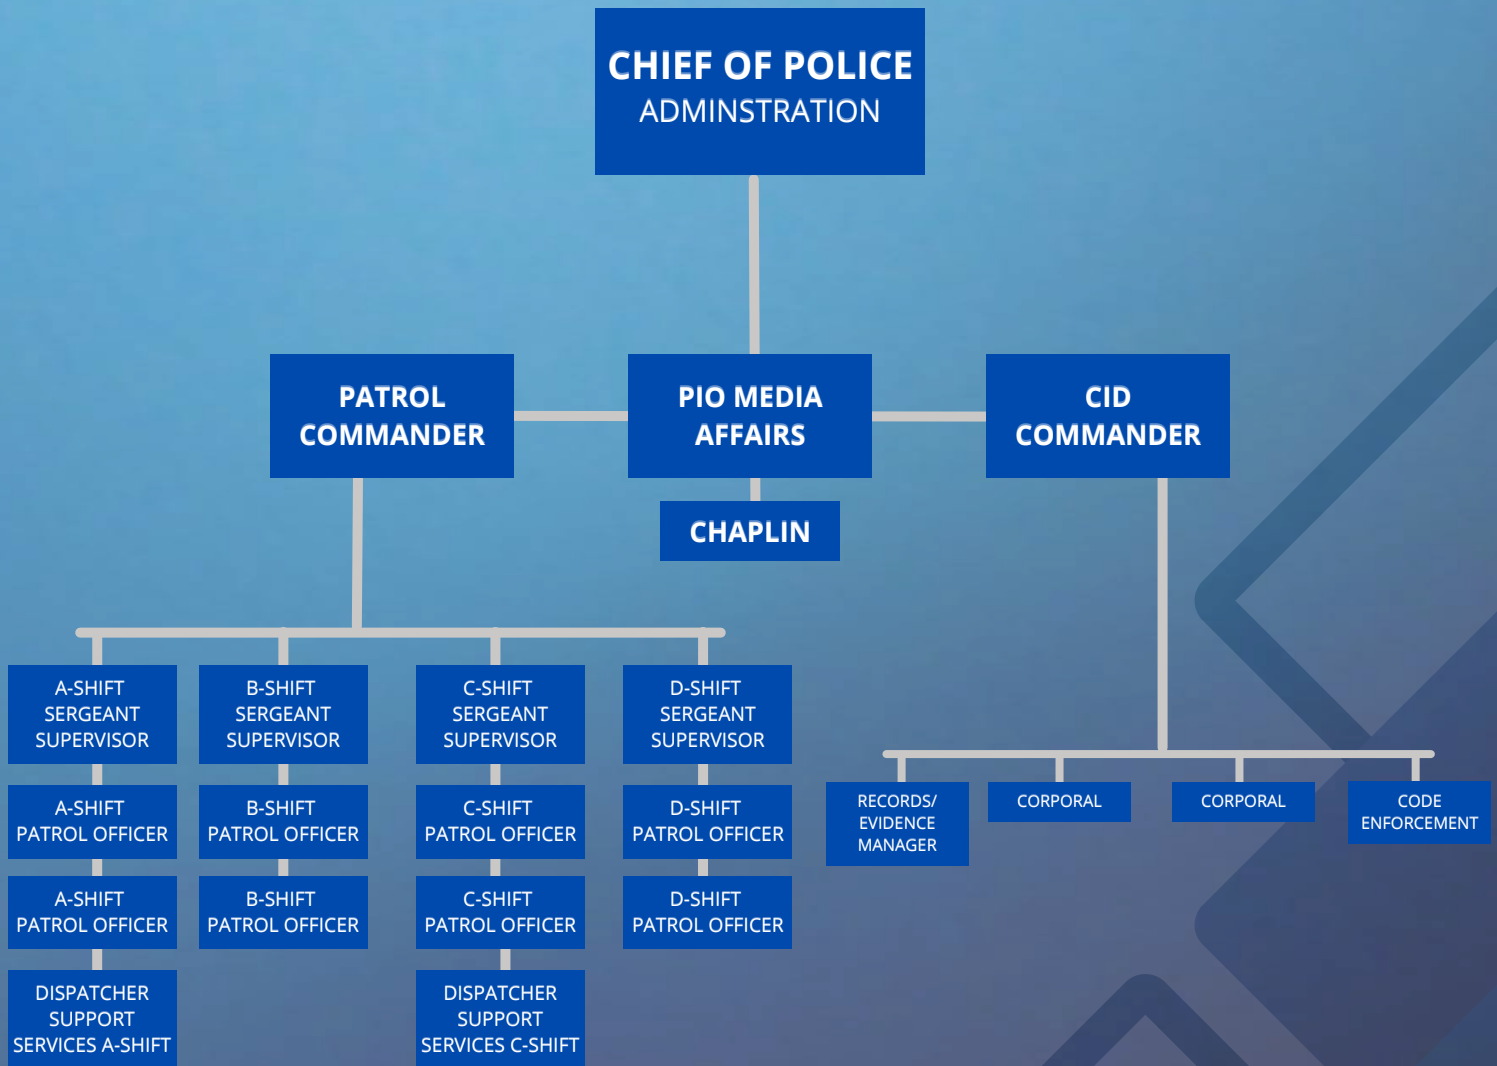 CHIEF OF POLICE
ADMINSTRATION
PATROL
COMMANDER
PIO MEDIA
AFFAIRS
CID
COMMANDER
CHAPLIN
A-SHIFT
SERGEANT
SUPERVISOR
B-SHIFT
SERGEANT
SUPERVISOR
C-SHIFT
SERGEANT
SUPERVISOR
D-SHIFT
SERGEANT
SUPERVISOR
A-SHIFT
PATROL OFFICER
B-SHIFT
PATROL OFFICER
C-SHIFT
PATROL OFFICER
D-SHIFT
PATROL OFFICER
RECORDS/
EVIDENCE
MANAGER
CORPORAL
CORPORAL
CODE
ENFORCEMENT
A-SHIFT
PATROL OFFICER
B-SHIFT
PATROL OFFICER
C-SHIFT
PATROL OFFICER
D-SHIFT
PATROL OFFICER
DISPATCHER
SUPPORT
SERVICES A-SHIFT
DISPATCHER
SUPPORT
SERVICES C-SHIFT